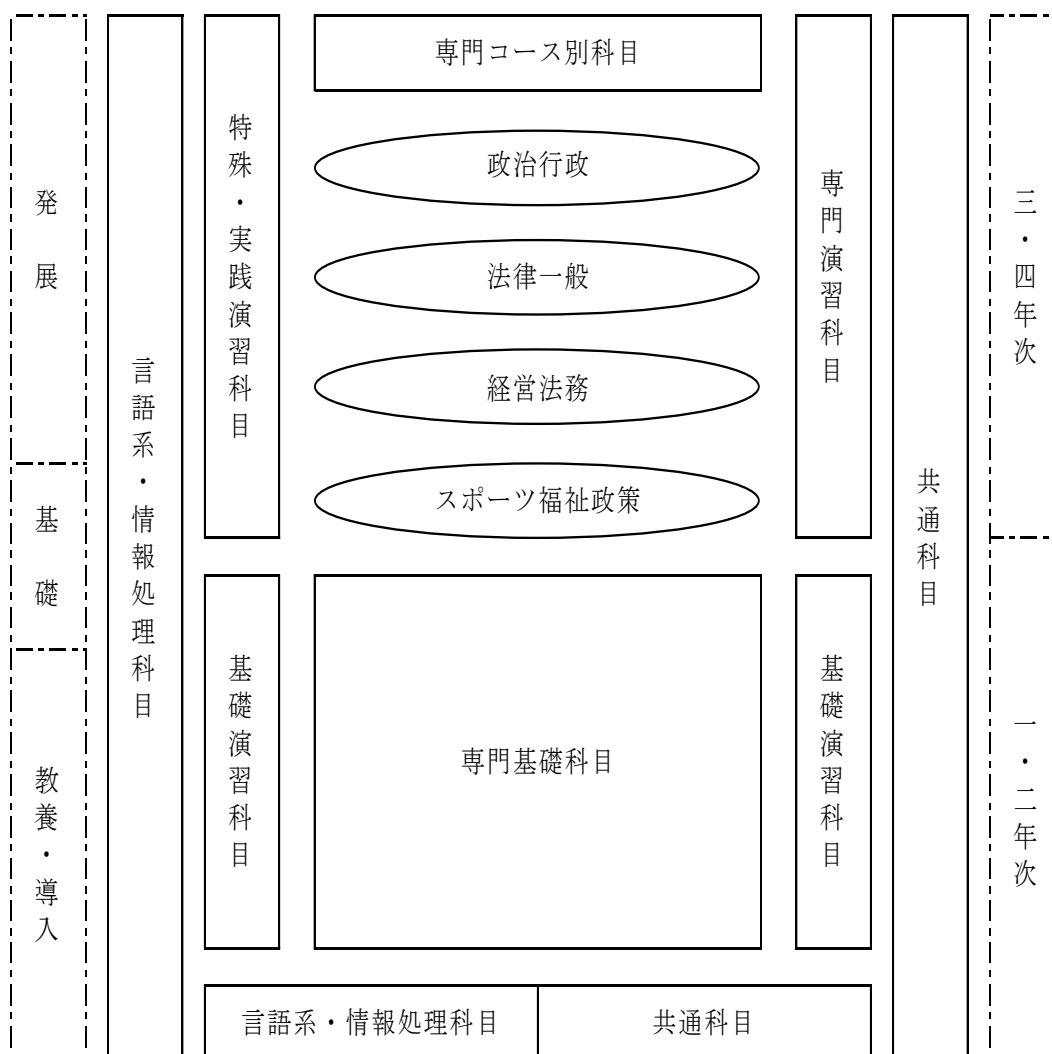 発展
基礎
教養・導入
言語系・情報処理科目
特殊・実践演習科目
基礎演習科目
専門コース別科目
政治行政
法律一般
経営法務
スポーツ福祉政策
専門基礎科目
専門演習科目
基礎演習科目
共通科目
三・四年次
一・二年次
言語系・情報処理科目
共通科目